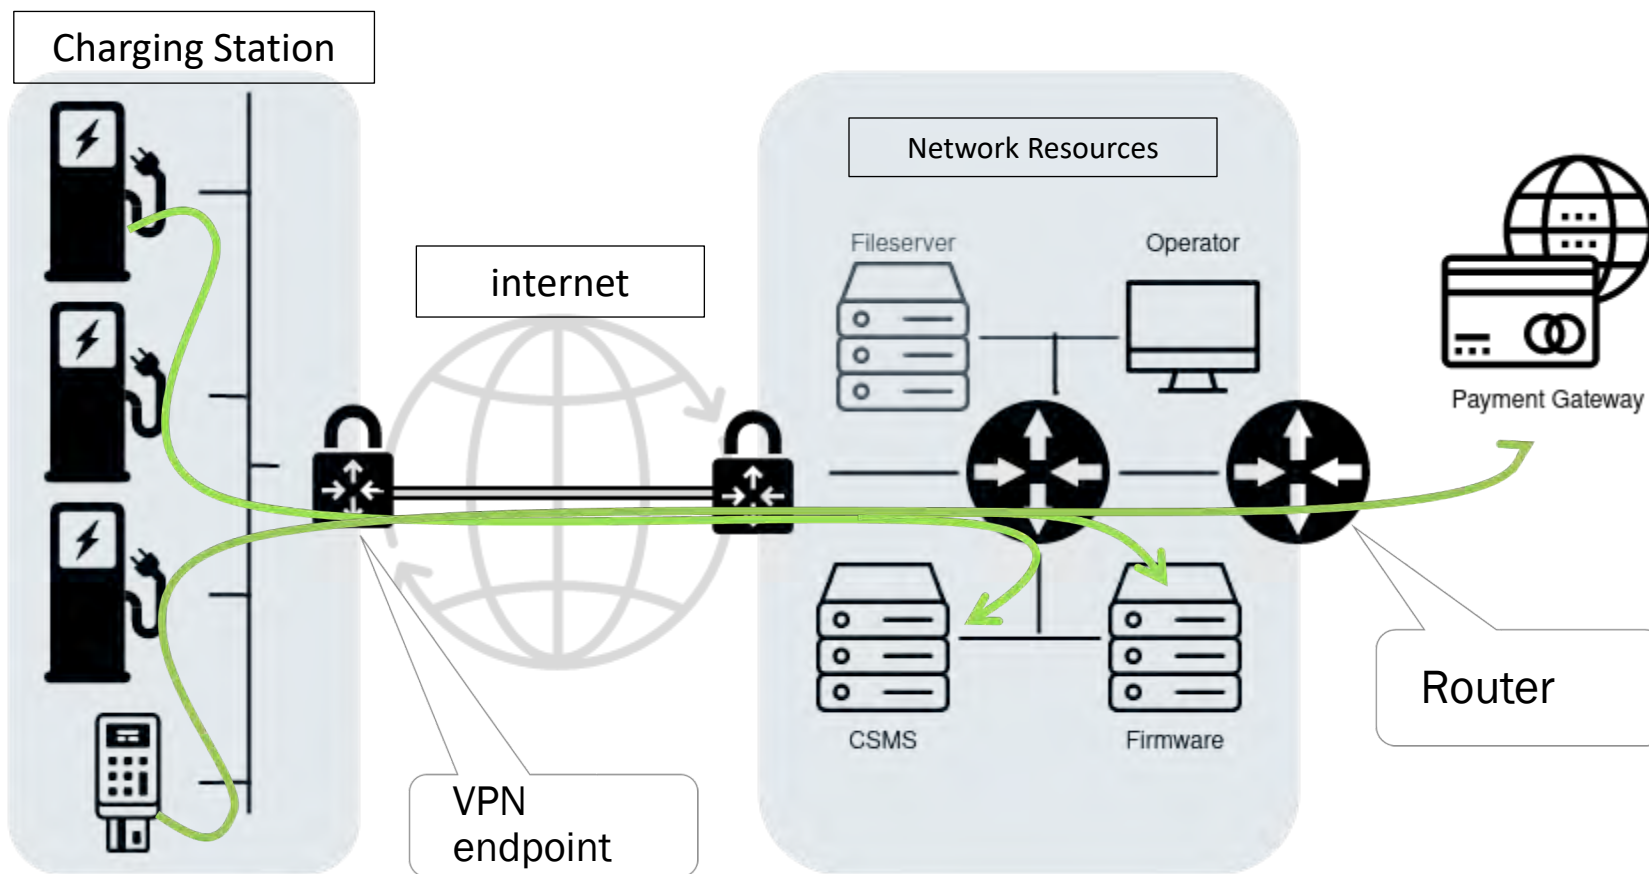 Charging Station
Network Resources
Fileserver
Operator
internet
Payment Gateway
Router
CSMS
Firmware
VPN
endpoint